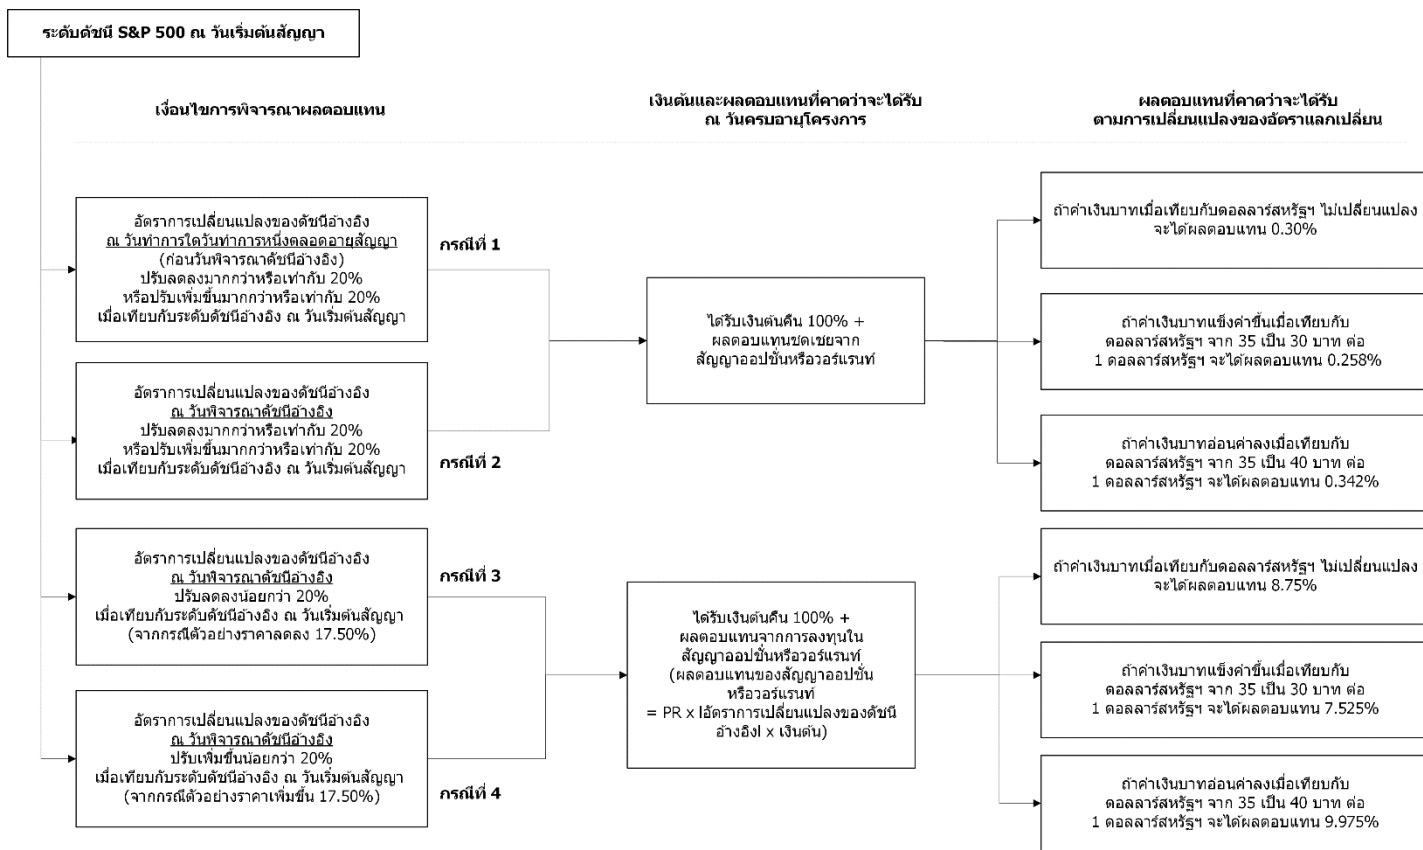 ระดับดัชนี S&P 500 ณ วันเริ่มต้นสัญญา
เงื่อนไขการพิจารณาผลตอบแทน
เงินต้นและผลตอบแทนที่คาดว่าจะได้รับ
ณ วันครบอายุโครงการ
ผลตอบแทนที่คาดว่าจะได้รับ
ตามการเปลี่ยนแปลงของอัตราแลกเปลี่ยน
อัตราการเปลี่ยนแปลงของดัชนีอ้างอิง
ณ วันทำการใดวันทำการหนึ่งตลอดอายุสัญญา
(ก่อนวันพิจารณาดัชนีอ้างอิง)
ปรับลดลงมากกว่าหรือเท่ากับ 20%
หรือปรับเพิ่มขึ้นมากกว่าหรือเท่ากับ 20%
เมื่อเทียบกับระดับดัชนีอ้างอิง ณ วันเริ่มต้นสัญญา
กรณีที่ 1
อัตราการเปลี่ยนแปลงของดัชนีอ้างอิง
ณ วันพิจารณาดัชนีอ้างอิง
ปรับลดลงมากกว่าหรือเท่ากับ 20%
หรือปรับเพิ่มขึ้นมากกว่าหรือเท่ากับ 20%
เมื่อเทียบกับระดับดัชนีอ้างอิง ณ วันเริ่มต้นสัญญา
กรณีที่ 2
ได้รับเงินต้นคืน 100% +
ผลตอบแทนชดเชยจาก
สัญญาออปชั่นหรือวอร์แรนท์
ถ้าค่าเงินบาทเมื่อเทียบกับดอลลาร์สหรัฐฯ ไม่เปลี่ยนแปลง
จะได้ผลตอบแทน 0.30%
ถ้าค่าเงินบาทแข็งค่าขึ้นเมื่อเทียบกับ
ดอลลาร์สหรัฐฯ จาก 35 เป็น 30 บาท ต่อ
1 ดอลลาร์สหรัฐฯ จะได้ผลตอบแทน 0.258%
ถ้าค่าเงินบาทอ่อนค่าลงเมื่อเทียบกับ
ดอลลาร์สหรัฐฯ จาก 35 เป็น 40 บาท ต่อ
1 ดอลลาร์สหรัฐฯ จะได้ผลตอบแทน 0.342%
อัตราการเปลี่ยนแปลงของดัชนีอ้างอิง
ณ วันพิจารณาดัชนีอ้างอิง
ปรับลดลงน้อยกว่า 20%
เมื่อเทียบกับระดับดัชนีอ้างอิง ณ วันเริ่มต้นสัญญา
(จากกรณีตัวอย่างราคาลดลง 17.50%)
กรณีที่ 3
อัตราการเปลี่ยนแปลงของดัชนีอ้างอิง
ณ วันพิจารณาดัชนีอ้างอิง
ปรับเพิ่มขึ้นน้อยกว่า 20%
เมื่อเทียบกับระดับดัชนีอ้างอิง ณ วันเริ่มต้นสัญญา
(จากกรณีตัวอย่างราคาเพิ่มขึ้น 17.50%)
กรณีที่ 4
ได้รับเงินต้นคืน 100% +
ผลตอบแทนจากการลงทุนใน
สัญญาออปชั่นหรือวอร์แรนท์
(ผลตอบแทนของสัญญาออปชั่น
หรือวอร์แรนท์
= PR x |อัตราการเปลี่ยนแปลงของดัชนี
อ้างอิง| x เงินต้น)
ถ้าค่าเงินบาทเมื่อเทียบกับดอลลาร์สหรัฐฯ ไม่เปลี่ยนแปลง
จะได้ผลตอบแทน 8.75%
ถ้าค่าเงินบาทแข็งค่าขึ้นเมื่อเทียบกับ
ดอลลาร์สหรัฐฯ จาก 35 เป็น 30 บาท ต่อ
1 ดอลลาร์สหรัฐฯ จะได้ผลตอบแทน 7.525%
ถ้าค่าเงินบาทอ่อนค่าลงเมื่อเทียบกับ
ดอลลาร์สหรัฐฯ จาก 35 เป็น 40 บาท ต่อ
1 ดอลลาร์สหรัฐฯ จะได้ผลตอบแทน 9.975%